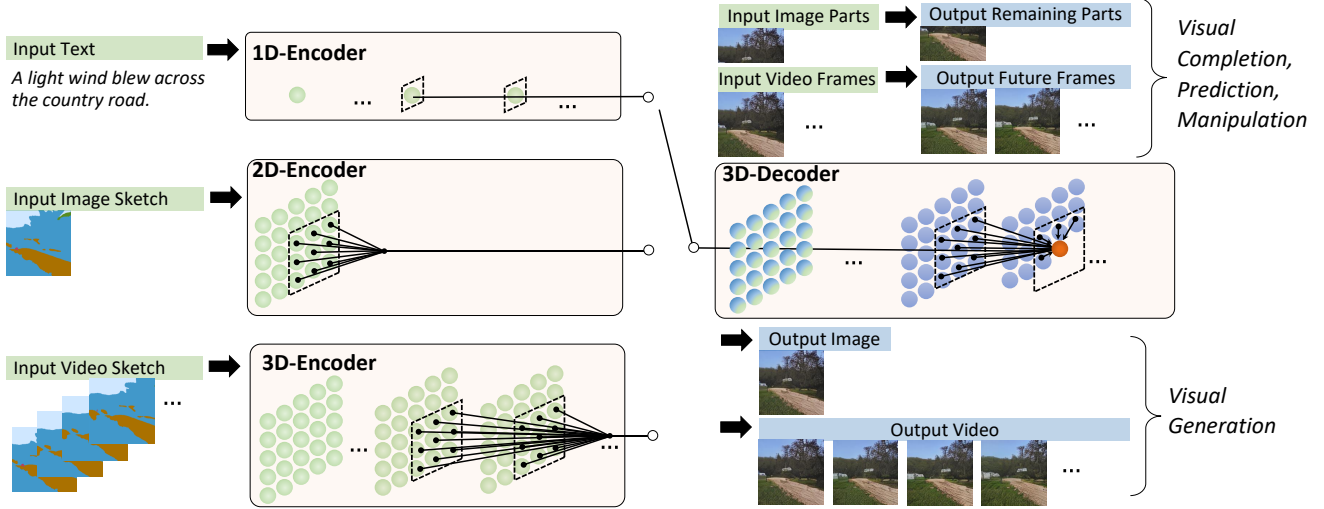 Input Text
A light wind blew across
the country road.
1D-Encoder
...
...
Input Image Sketch
2D-Encoder
Input Video Sketch
...
3D-Encoder
...
...
Input Image Parts
Output Remaining Parts
Input Video Frames
Output Future Frames
...
...
Visual
Completion,
Prediction,
Manipulation
3D-Decoder
...
...
Output Image
Output Video
...
Visual
Generation